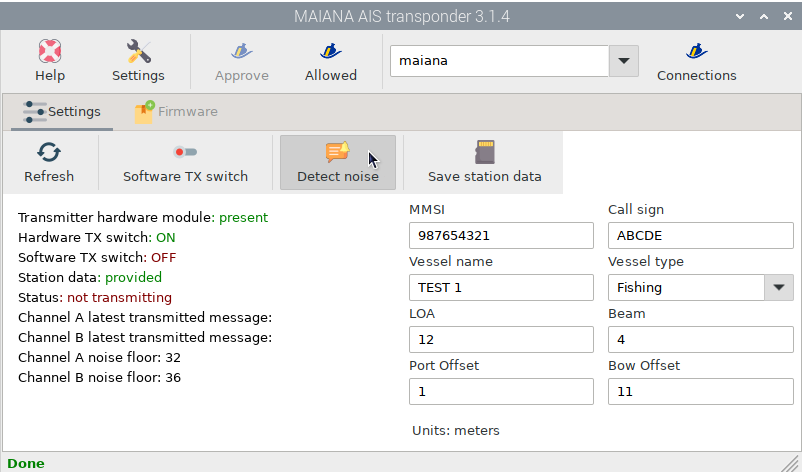 MAIANA AIS transponder 3.1.4
Help
Settings
Approve
Allowed
maiana
Connections
Settings
Firmware
Refresh
Software TX switch
Detect noise
Save station data
Transmitter hardware module: present
Hardware TX switch: ON
Software TX switch: OFF
Station data: provided
Status: not transmitting
Channel A latest transmitted message:
Channel B latest transmitted message:
Channel A noise floor: 32
Channel B noise floor: 36
MMSI
987654321
Call sign
ABCDE
Vessel name
TEST 1
Vessel type
Fishing
LOA
12
Beam
4
Port Offset
1
Bow Offset
11
Units: meters
Done